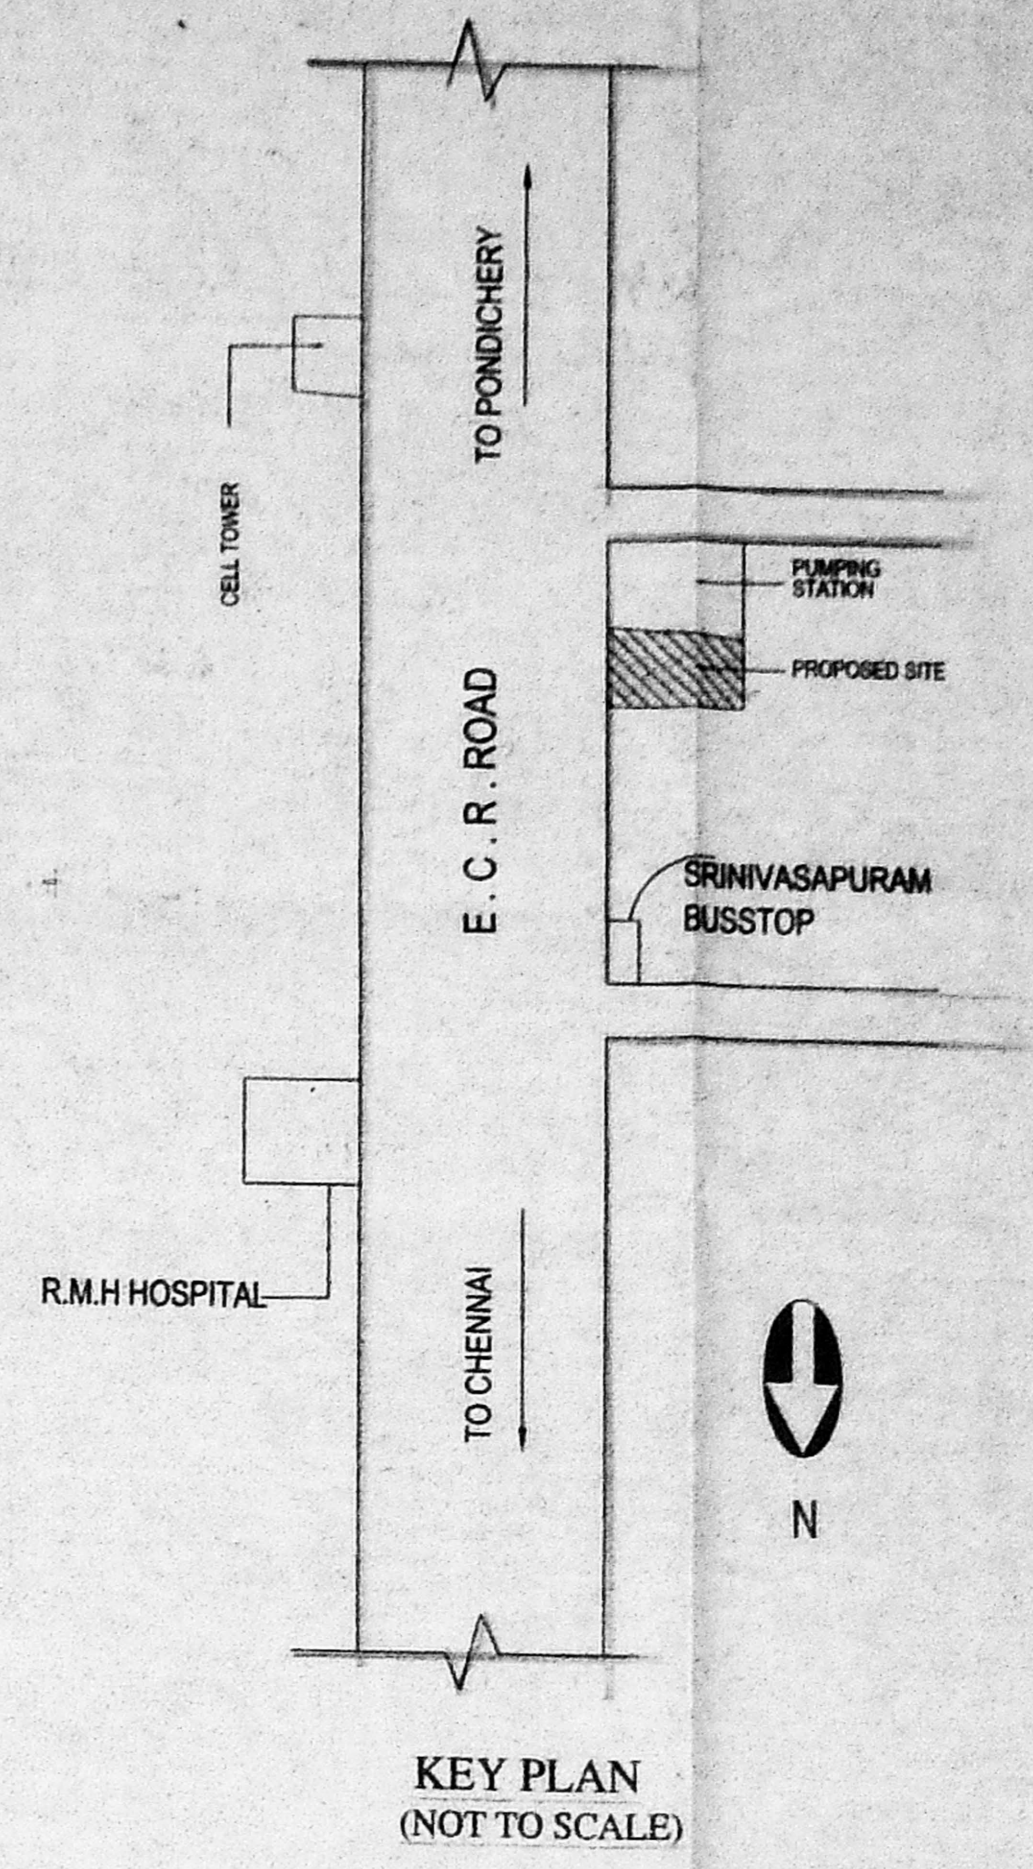 TO PONDICHERY
CELL TOWER
PUMPING
STATION
PROPOSED SITE
E . C . R . ROAD
SRINIVASAPURAM
BUSSTOP
R.M.H HOSPITAL
TO CHENNAI
N
KEY PLAN
(NOT TO SCALE)